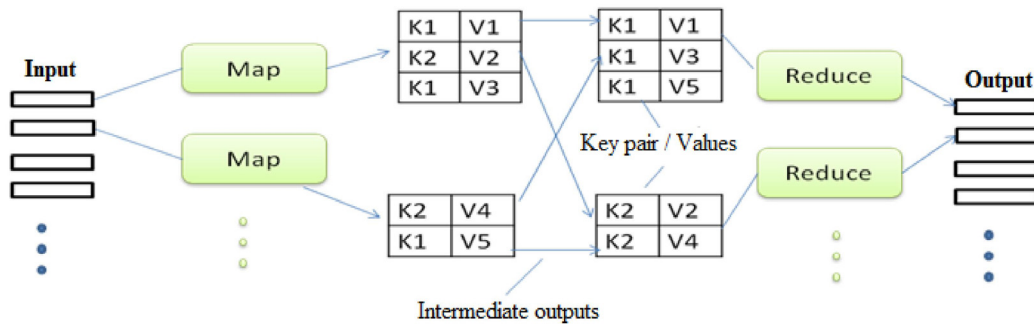 Input
Map
Map
K1 V1
K2 V2
K1 V3
K2 V4
K1 V5
Intermediate outputs
K1 V1
K1 V3
K1 V5
Key pair / Values
K2 V2
K2 V4
Reduce
Reduce
Output